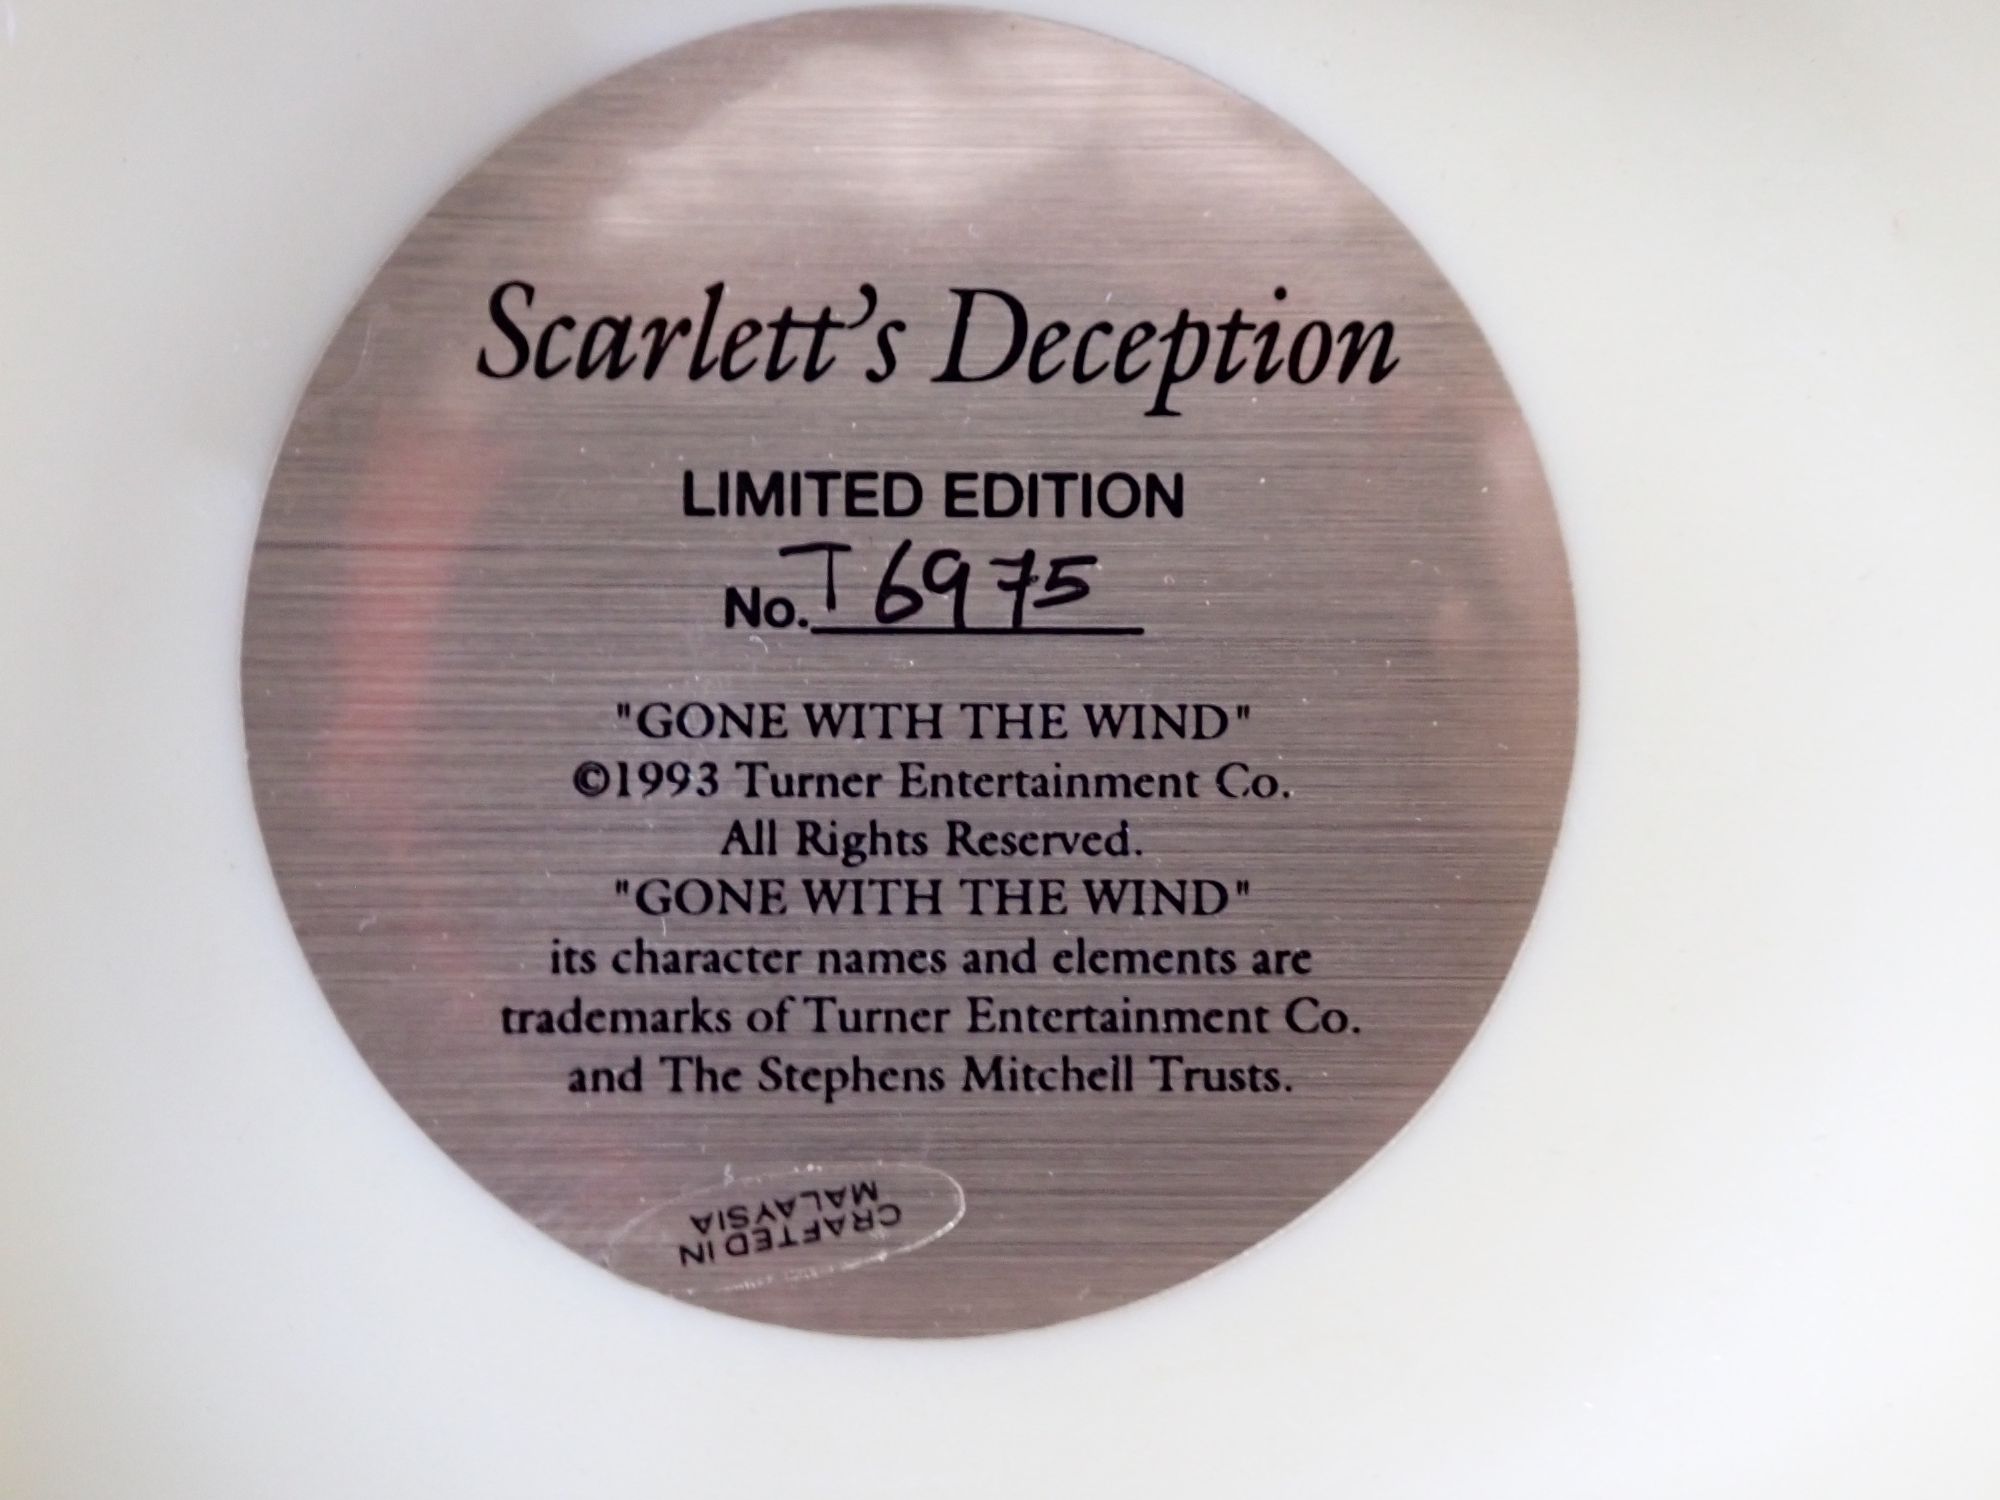 Scarlett's Deception
LIMITED EDITION
No. T6975
"GONE WITH THE WIND"
©1993 Turner Entertainment Co.
All Rights Reserved.
"GONE WITH THE WIND"
its character names and elements are
trademarks of Turner Entertainment Co.
and The Stephens Mitchell Trusts.
CRAFTED IN
MALAYSIA